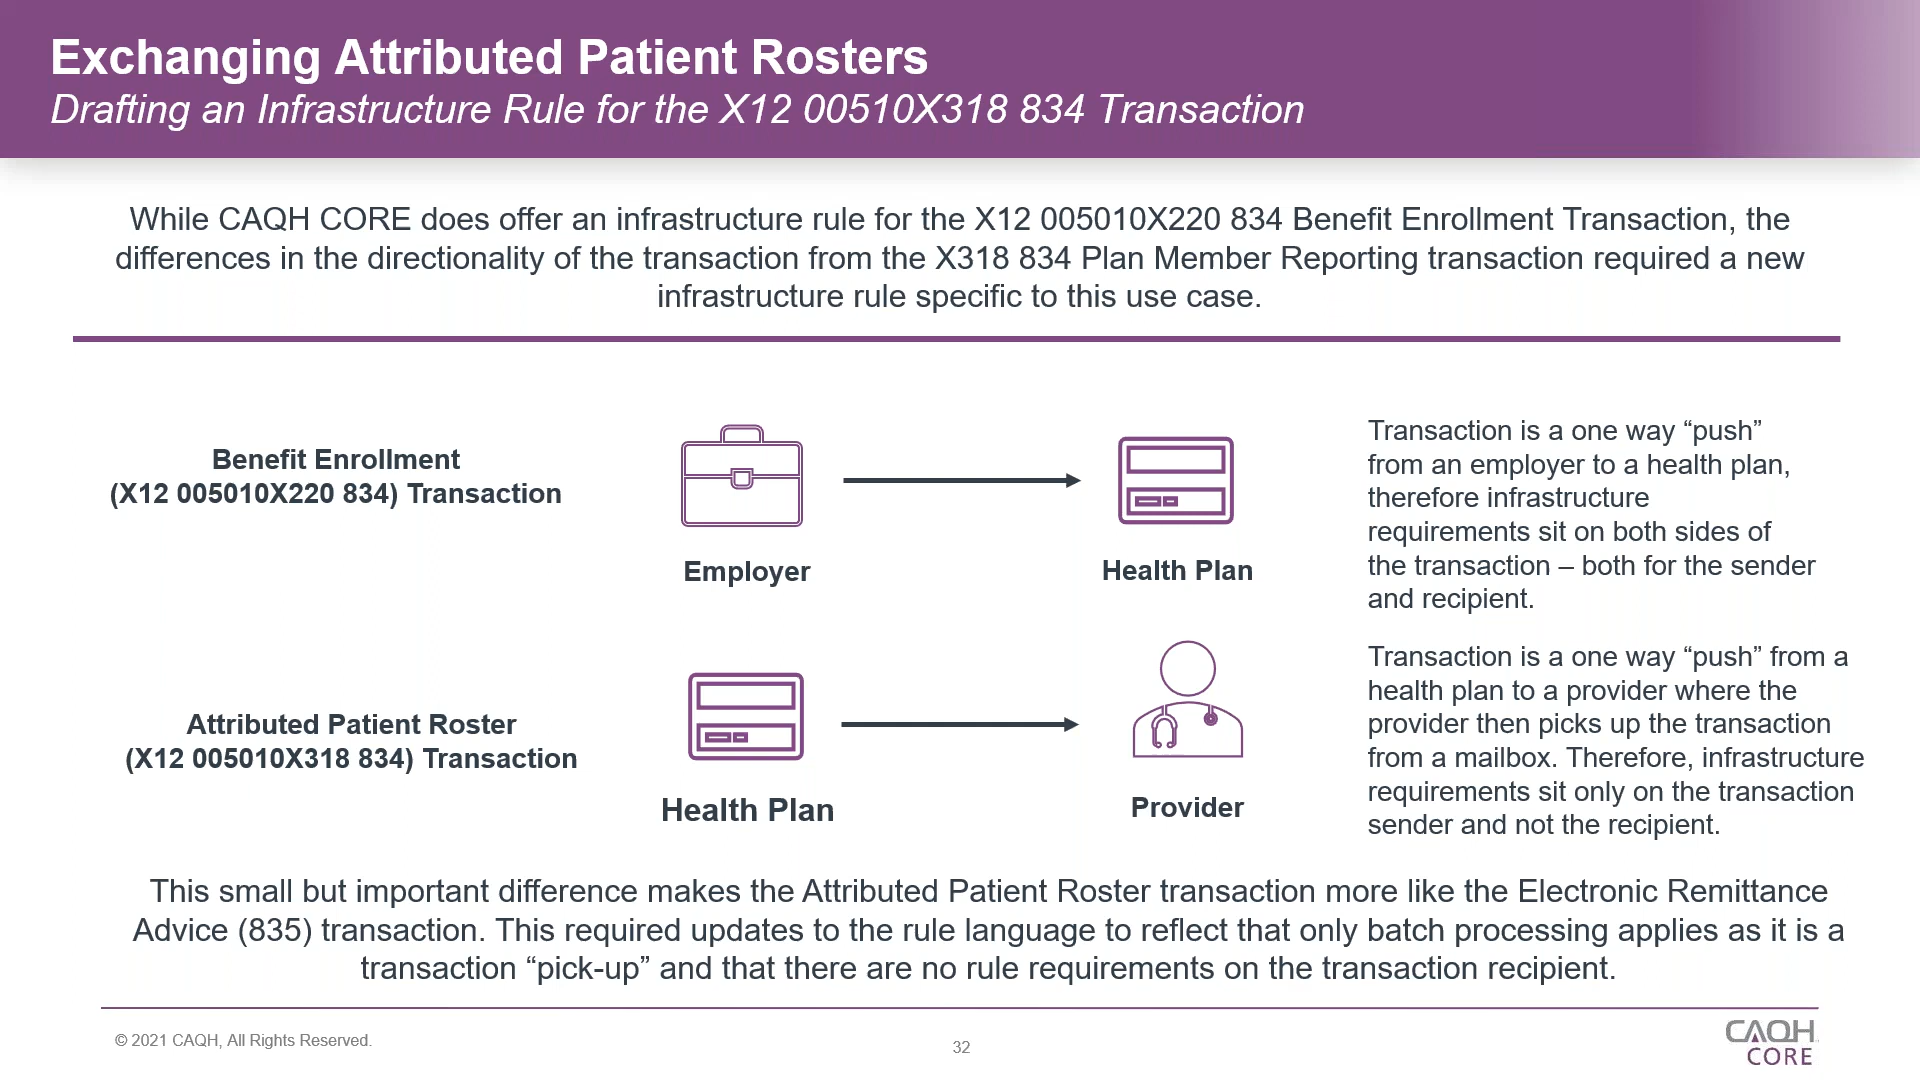 Exchanging Attributed Patient Rosters
Drafting an Infrastructure Rule for the X12 00510X318 834 Transaction
While CAQH CORE does offer an infrastructure rule for the X12 005010X220 834 Benefit Enrollment Transaction, the
differences in the directionality of the transaction from the X318 834 Plan Member Reporting transaction required a new
infrastructure rule specific to this use case.
Benefit Enrollment
(X12 005010X220 834) Transaction
Employer
Health Plan
Transaction is a one way “push”
from an employer to a health plan,
therefore infrastructure
requirements sit on both sides of
the transaction – both for the sender
and recipient.
Attributed Patient Roster
(X12 005010X318 834) Transaction
Health Plan
Provider
Transaction is a one way “push” from a
health plan to a provider where the
provider then picks up the transaction
from a mailbox. Therefore, infrastructure
requirements sit only on the transaction
sender and not the recipient.
This small but important difference makes the Attributed Patient Roster transaction more like the Electronic Remittance
Advice (835) transaction. This required updates to the rule language to reflect that only batch processing applies as it is a
transaction “pick-up” and that there are no rule requirements on the transaction recipient.
© 2021 CAQH, All Rights Reserved.
32
CAQH
CORE